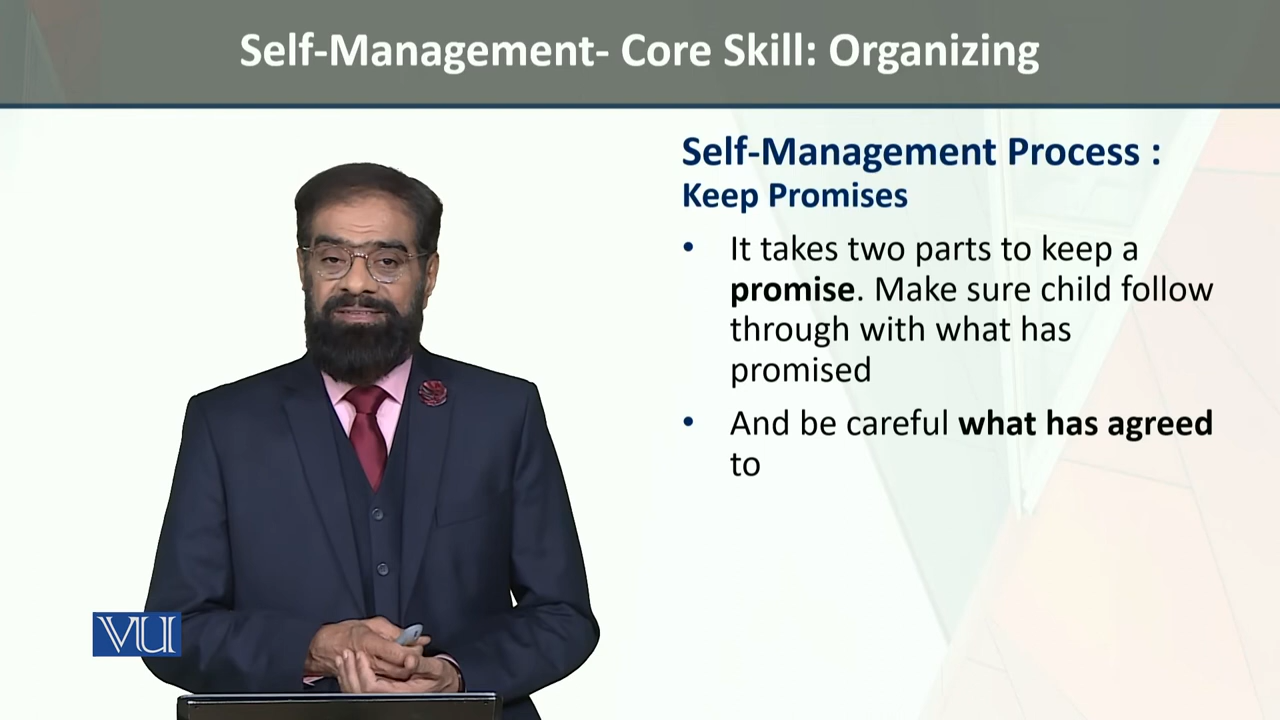 Self-Management- Core Skill: Organizing
Self-Management Process :
Keep Promises
• It takes two parts to keep a
promise. Make sure child follow
through with what has
promised
• And be careful what has agreed
to
VU